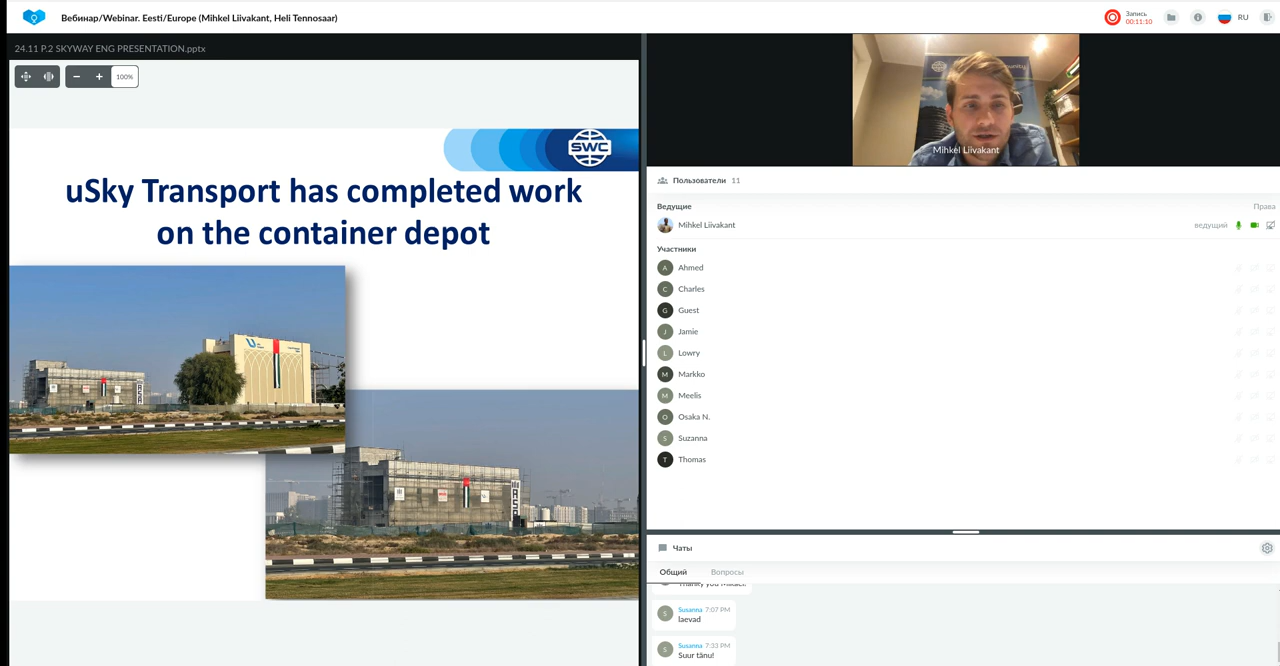 Вебинар/Webinar. Eesti/Europe (Mihkel Liivakant, Heli Tennosaar)
Запись
00:11:10
RU
24.11 P.2 SKYWAY ENG PRESENTATION.pptx
100%
SWC
uSky Transport has completed work
on the container depot
Mihkel Liivakant
Пользователи 11
Ведущие
Права
Mihkel Liivakant
ведущий
Участники
A Ahmed
C Charles
G Guest
J Jamie
L Lowry
M Markko
M Meelis
O Osaka N.
S Suzanna
T Thomas
Чаты
Общий
Вопросы
S Susanna 7:07 PM
laevad
S Susanna 7:33 PM
Suur tänu!